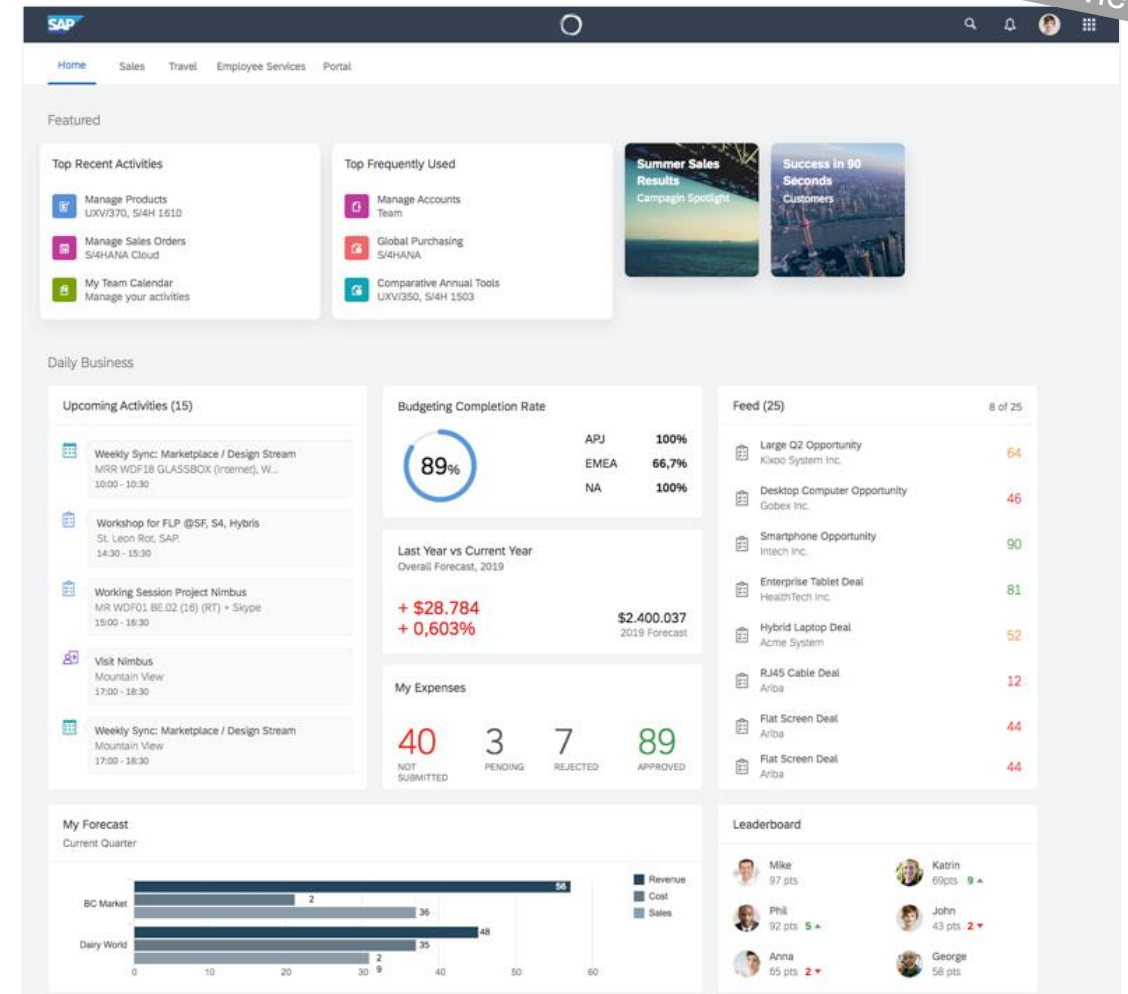 SAP
Home Sales Travel Employee Services Portal
Featured
Top Recent Activities
Manage Products
UXV/370, S/4H 1610
Manage Sales Orders
S/4HANA Cloud
My Team Calendar
Manage your activities
Top Frequently Used
Manage Accounts
Team
Global Purchasing
S/4HANA
Comparative Annual Tools
UXV/350, S/4H 1503
Summer Sales
Results
Campagin Spotlight
Success in 90
Seconds
Customers
Daily Business
Upcoming Activities (15)
Weekly Sync: Marketplace / Design Stream
MRR WDF18 GLASSBOX (Internet), W...
10:00 - 10:30
Workshop for FLP @SF, S4, Hybris
St. Leon Rot, SAP.
14:30 - 15:30
Working Session Project Nimbus
MR WDF01 BE.02 (16) (RT) + Skype
15:00 - 16:30
Visit Nimbus
Mountain View
17:00 - 18:30
Weekly Sync: Marketplace / Design Stream
Mountain View
17:00 - 18:30
Budgeting Completion Rate
89%
APJ 100%
EMEA 66,7%
NA 100%
Last Year vs Current Year
Overall Forecast, 2019
+ $28.784
+ 0,603%
$2.400.037
2019 Forecast
My Expenses
40
NOT
SUBMITTED
3
PENDING
7
REJECTED
89
APPROVED
Feed (25) 8 of 25
Large Q2 Opportunity
Kixoo System Inc.
64
Desktop Computer Opportunity
Gobex Inc.
46
Smartphone Opportunity
Intech Inc.
90
Enterprise Tablet Deal
HealthTech Inc.
81
Hybrid Laptop Deal
Acme System
52
RJ45 Cable Deal
Ariba
12
Flat Screen Deal
Ariba
44
Flat Screen Deal
Ariba
44
My Forecast
Current Quarter
BC Market
56
2
36
Dairy World
48
35
2
9
0 10 20 30 40 50 60
Revenue
Cost
Sales
Leaderboard
Mike
97 pts
Katrin
69pts 9
Phil
92 pts 5
John
43 pts 2
Anna
65 pts 2
George
58 pts